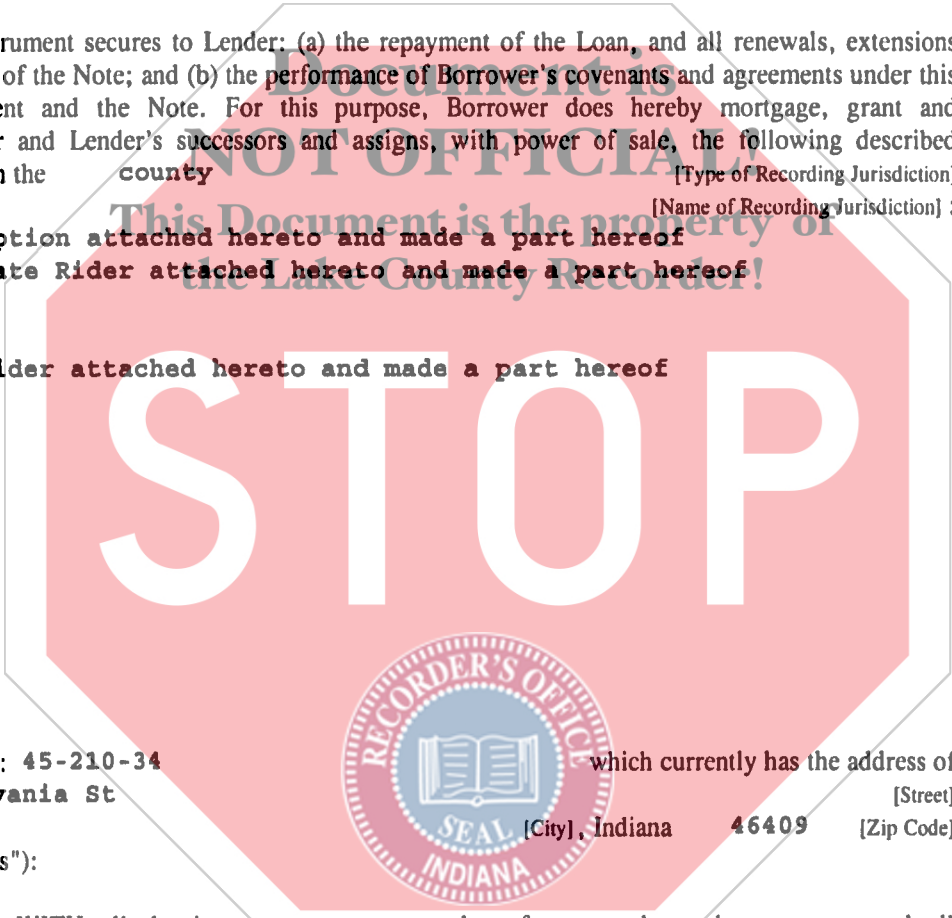 rument secures to Lender: (a) the repayment of the Loan, and all renewals, extensions
Document is
of the Note; and (b) the performance of Borrower's covenants and agreements under this
ent and the Note. For this purpose, Borrower does hereby mortgage, grant and
and Lender's successors and assigns, with power of sale, the following described
NOT OFFICIAL!
the county [Type of Recording Jurisdiction]
[Name of Recording Jurisdiction] :
This Document is the property of
ption attached hereto and made a part hereof
ate Rider attached hereto and made a part hereof
the Lake County Recorder!
ider attached hereto and made a part hereof
STOP
RECORDER'S OFFICE
SEAL
INDIANA
: 45-210-34 which currently has the address of
vania St [Street]
[City], Indiana 46409 [Zip Code]
s"):